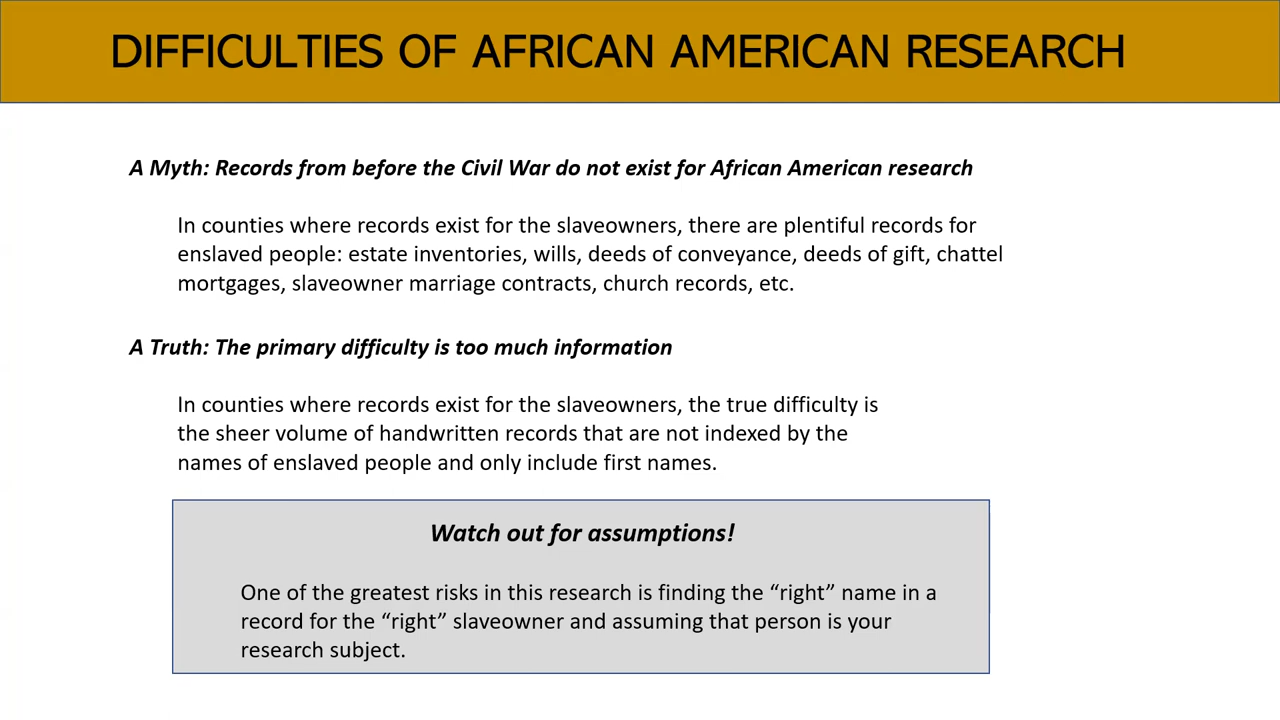 DIFFICULTIES OF AFRICAN AMERICAN RESEARCH
A Myth: Records from before the Civil War do not exist for African American research
In counties where records exist for the slaveowners, there are plentiful records for
enslaved people: estate inventories, wills, deeds of conveyance, deeds of gift, chattel
mortgages, slaveowner marriage contracts, church records, etc.
A Truth: The primary difficulty is too much information
In counties where records exist for the slaveowners, the true difficulty is
the sheer volume of handwritten records that are not indexed by the
names of enslaved people and only include first names.
Watch out for assumptions!
One of the greatest risks in this research is finding the “right” name in a
record for the “right” slaveowner and assuming that person is your
research subject.